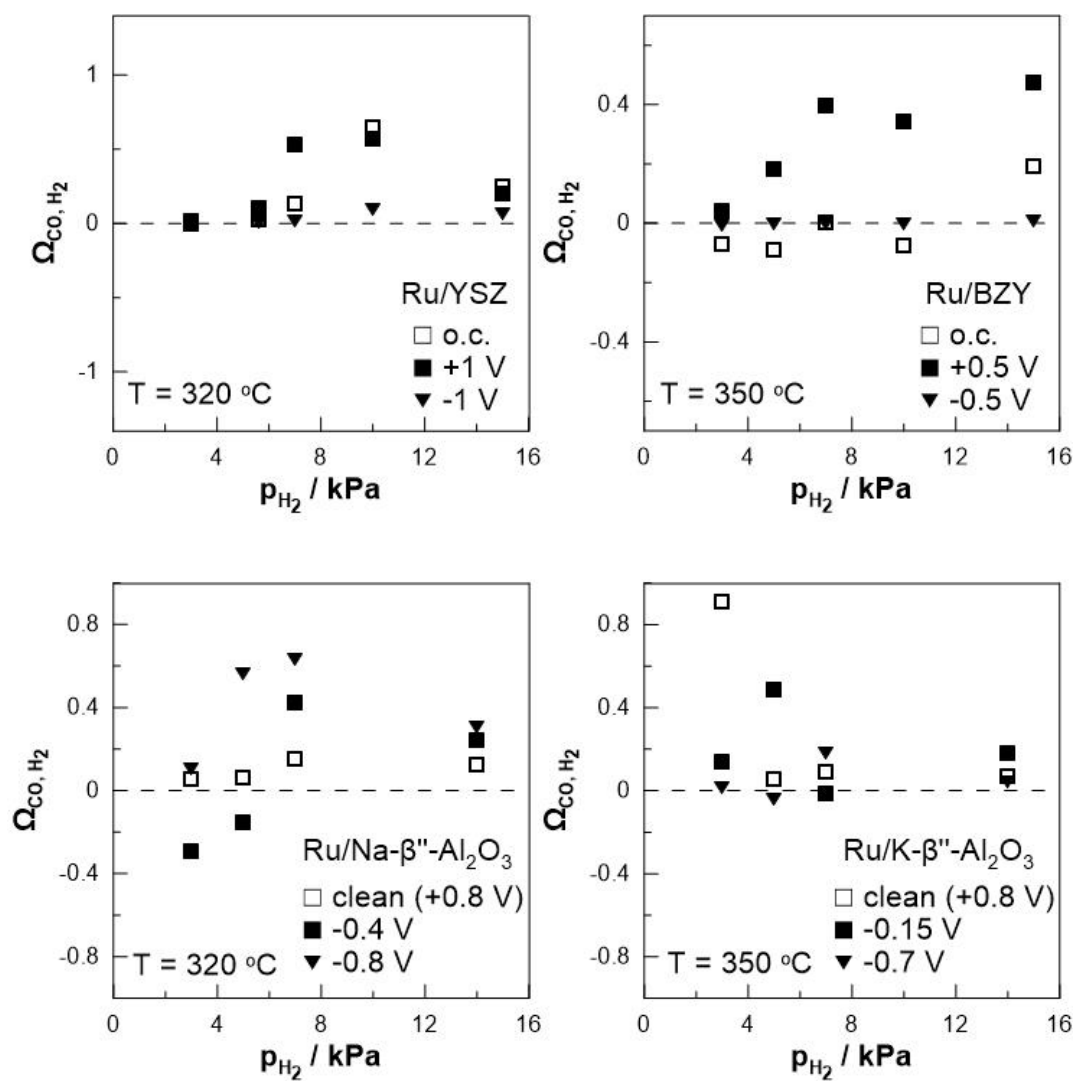 1
0
-1
Ω_CO, H₂
Ru/YSZ
□ o.c.
■ +1 V
▼ -1 V
T = 320 °C
0 4 8 12 16
p_H₂ / kPa
0.4
0
-0.4
Ω_CO, H₂
Ru/BZY
□ o.c.
■ +0.5 V
▼ -0.5 V
T = 350 °C
0 4 8 12 16
p_H₂ / kPa
0.8
0.4
0
-0.4
-0.8
Ω_CO, H₂
Ru/Na-β"-Al₂O₃
□ clean (+0.8 V)
■ -0.4 V
▼ -0.8 V
T = 320 °C
0 4 8 12 16
p_H₂ / kPa
0.8
0.4
0
-0.4
-0.8
Ω_CO, H₂
Ru/K-β"-Al₂O₃
□ clean (+0.8 V)
■ -0.15 V
▼ -0.7 V
T = 350 °C
0 4 8 12 16
p_H₂ / kPa